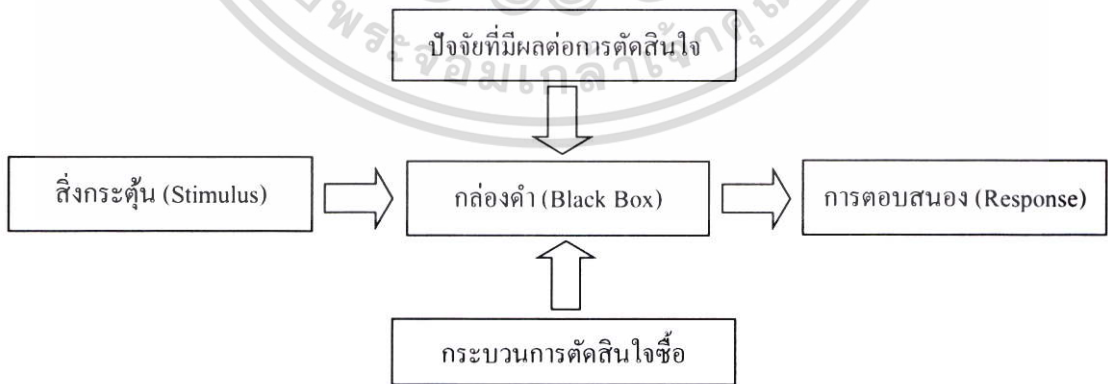 ปัจจัยที่มีผลต่อการตัดสินใจ
สิ่งกระตุ้น (Stimulus)
กล่องดำ (Black Box)
การตอบสนอง (Response)
กระบวนการตัดสินใจซื้อ